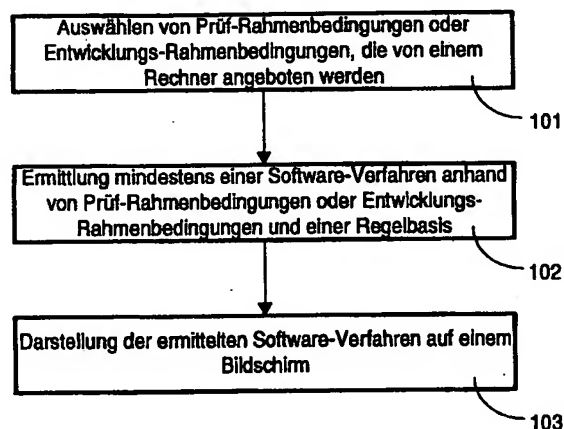 Auswählen von Prüf-Rahmenbedingungen oder
Entwicklungs-Rahmenbedingungen, die von einem
Rechner angeboten werden
101
Ermittlung mindestens einer Software-Verfahren anhand
von Prüf-Rahmenbedingungen oder Entwicklungs-
Rahmenbedingungen und einer Regelbasis
102
Darstellung der ermittelten Software-Verfahren auf einem
Bildschirm
103